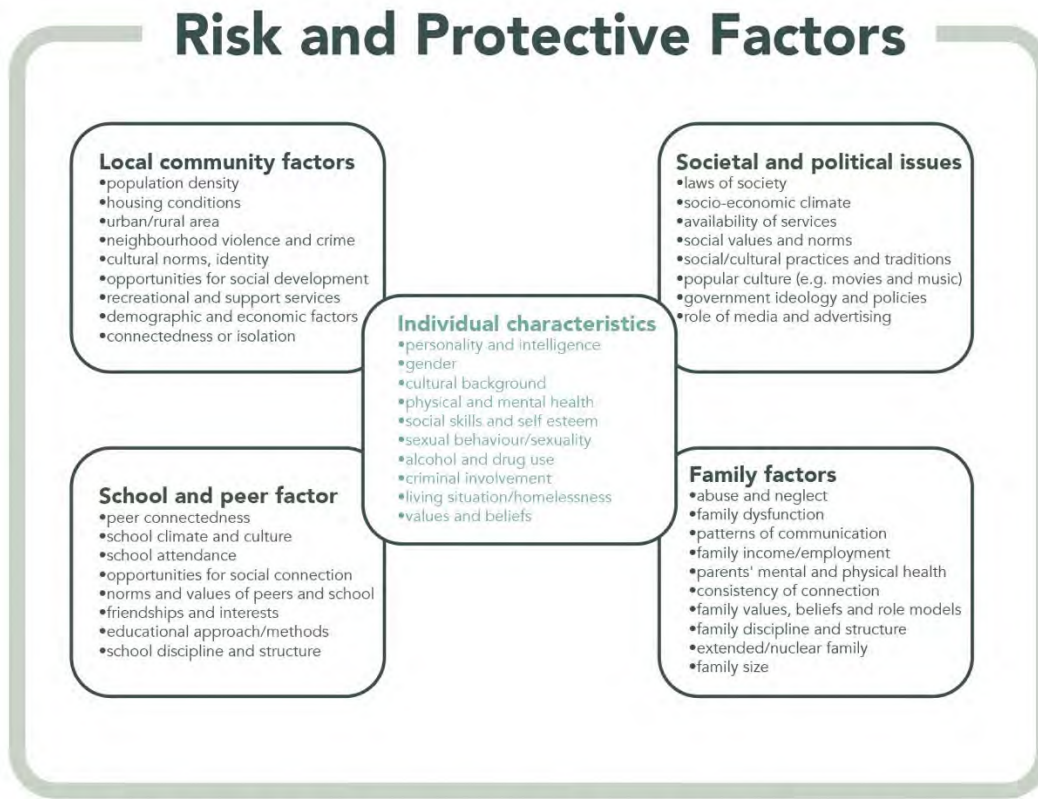 Risk and Protective Factors
Local community factors
•population density
•housing conditions
•urban/rural area
•neighbourhood violence and crime
•cultural norms, identity
•opportunities for social development
•recreational and support services
•demographic and economic factors
•connectedness or isolation
Societal and political issues
•laws of society
•socio-economic climate
•availability of services
•social values and norms
•social/cultural practices and traditions
•popular culture (e.g. movies and music)
•government ideology and policies
•role of media and advertising
Individual characteristics
•personality and intelligence
•gender
•cultural background
•physical and mental health
•social skills and self esteem
•sexual behaviour/sexuality
•alcohol and drug use
•criminal involvement
•living situation/homelessness
•values and beliefs
School and peer factor
•peer connectedness
•school climate and culture
•school attendance
•opportunities for social connection
•norms and values of peers and school
•friendships and interests
•educational approach/methods
•school discipline and structure
Family factors
•abuse and neglect
•family dysfunction
•patterns of communication
•family income/employment
•parents' mental and physical health
•consistency of connection
•family values, beliefs and role models
•family discipline and structure
•extended/nuclear family
•family size